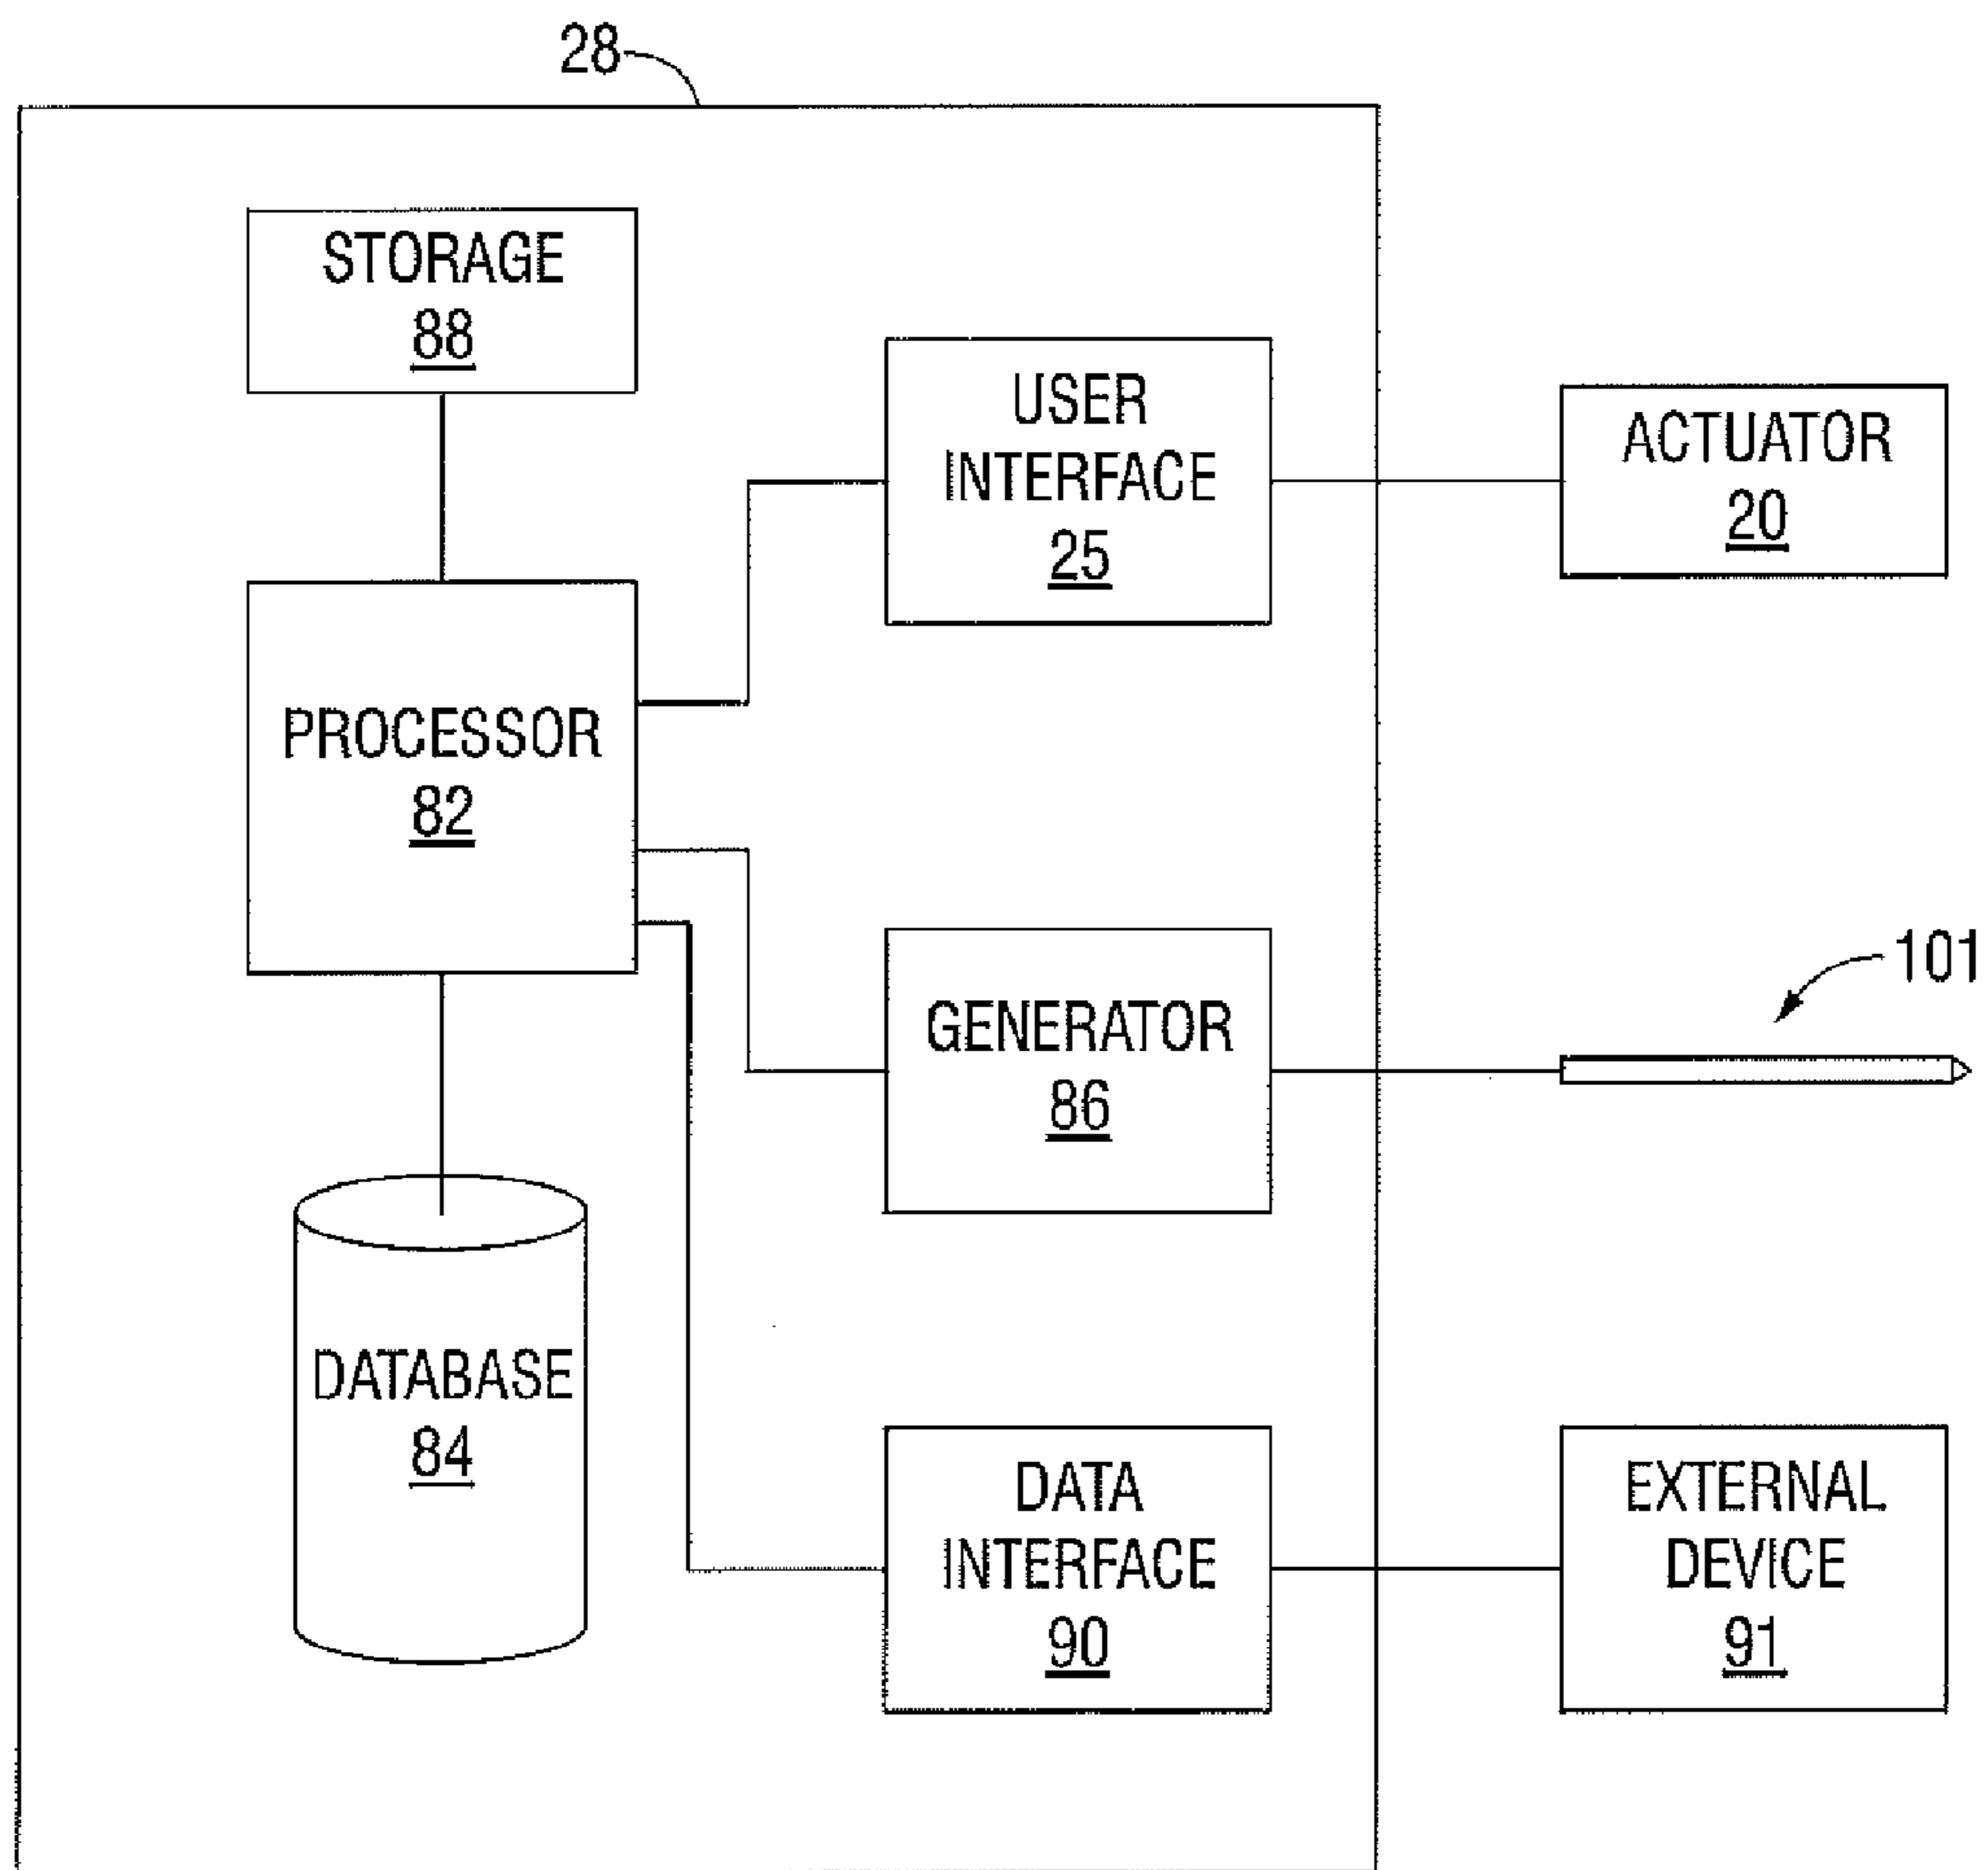 28
STORAGE
88
USER
INTERFACE
25
ACTUATOR
20
PROCESSOR
82
101
GENERATOR
86
DATABASE
84
DATA
INTERFACE
90
EXTERNAL
DEVICE
91